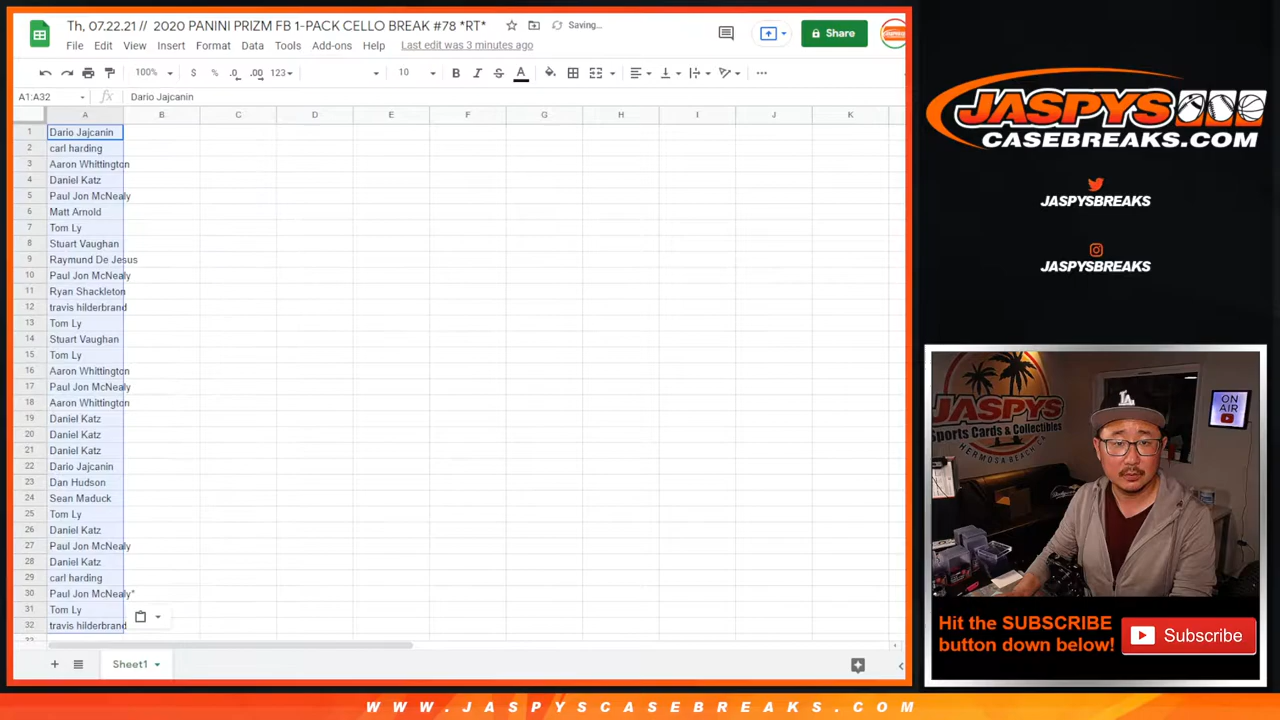 Th, 07.22.21 // 2020 PANINI PRIZM FB 1-PACK CELLO BREAK #78 *RT*
Saving...
Share
File Edit View Insert Format Data Tools Add-ons Help Last edit was 3 minutes ago
100% $ % .0 .00 123 10 B I S A
A1:A32 fx Dario Jajcanin
A B C D E F G H I J K
1 Dario Jajcanin
2 carl harding
3 Aaron Whittington
4 Daniel Katz
5 Paul Jon McNealy
6 Matt Arnold
7 Tom Ly
8 Stuart Vaughan
9 Raymund De Jesus
10 Paul Jon McNealy
11 Ryan Shackleton
12 travis hilderbrand
13 Tom Ly
14 Stuart Vaughan
15 Tom Ly
16 Aaron Whittington
17 Paul Jon McNealy
18 Aaron Whittington
19 Daniel Katz
20 Daniel Katz
21 Daniel Katz
22 Dario Jajcanin
23 Dan Hudson
24 Sean Maduck
25 Tom Ly
26 Daniel Katz
27 Paul Jon McNealy
28 Daniel Katz
29 carl harding
30 Paul Jon McNealy*
31 Tom Ly
32 travis hilderbrand
Sheet1
JASPYS
CASEBREAKS.COM
JASPYSBREAKS
JASPYSBREAKS
JASPYS
Sports Cards & Collectibles
HERMOSA BEACH, CA
LA
ON
AIR
Hit the SUBSCRIBE
button down below!
Subscribe
WWW.JASPYSCASEBREAKS.COM